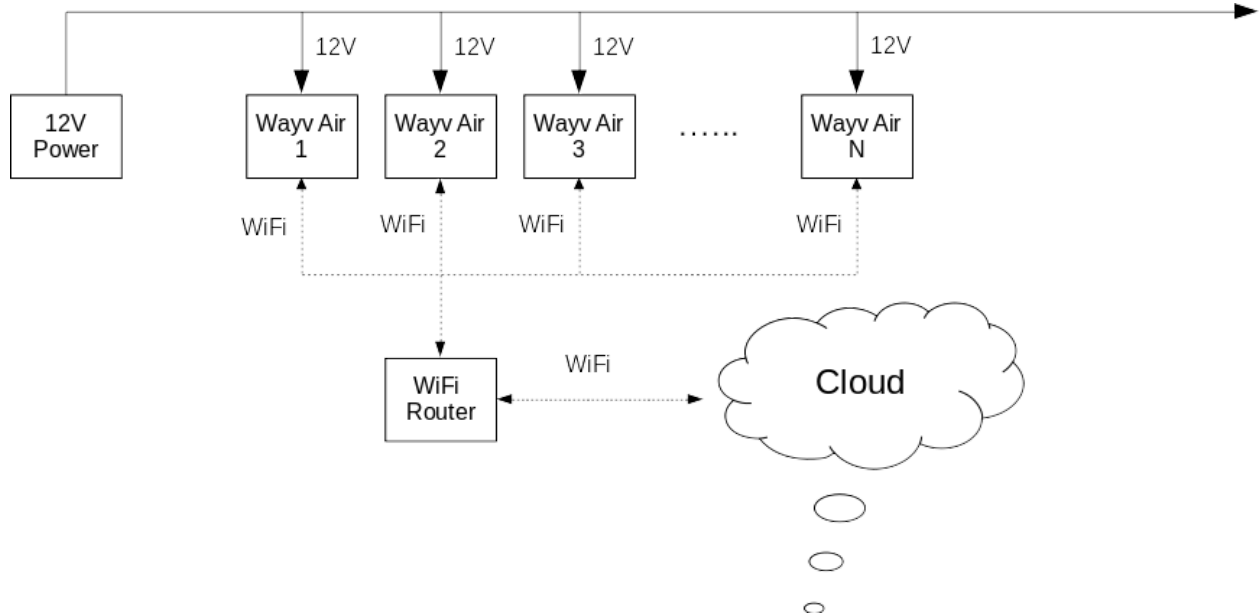 12V
12V
12V
12V
12V
Power
Wayv Air
1
Wayv Air
2
Wayv Air
3
......
Wayv Air
N
WiFi
WiFi
WiFi
WiFi
WiFi
WiFi
Router
Cloud